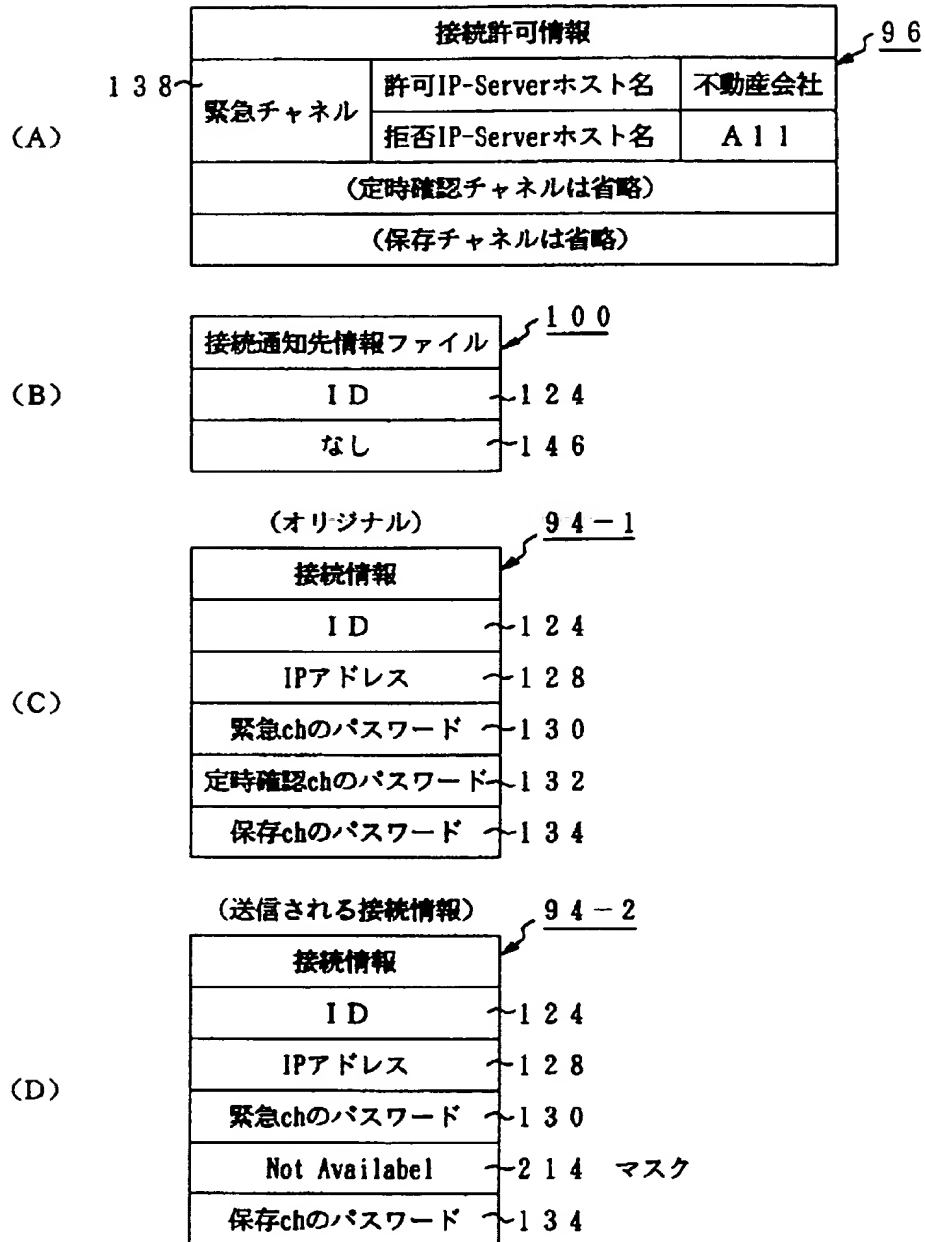 接続許可情報 96
138 緊急チャネル 許可IP-Serverホスト名 不動産会社
拒否IP-Serverホスト名 All
(A)
(定時確認チャネルは省略)
(保存チャネルは省略)
接続通知先情報ファイル 100
(B) ID 124
なし 146
(オリジナル) 94-1
接続情報
ID 124
IPアドレス 128
(C)
緊急chのパスワード 130
定時確認chのパスワード 132
保存chのパスワード 134
(送信される接続情報) 94-2
接続情報
ID 124
IPアドレス 128
(D)
緊急chのパスワード 130
Not Availabel 214 マスク
保存chのパスワード 134